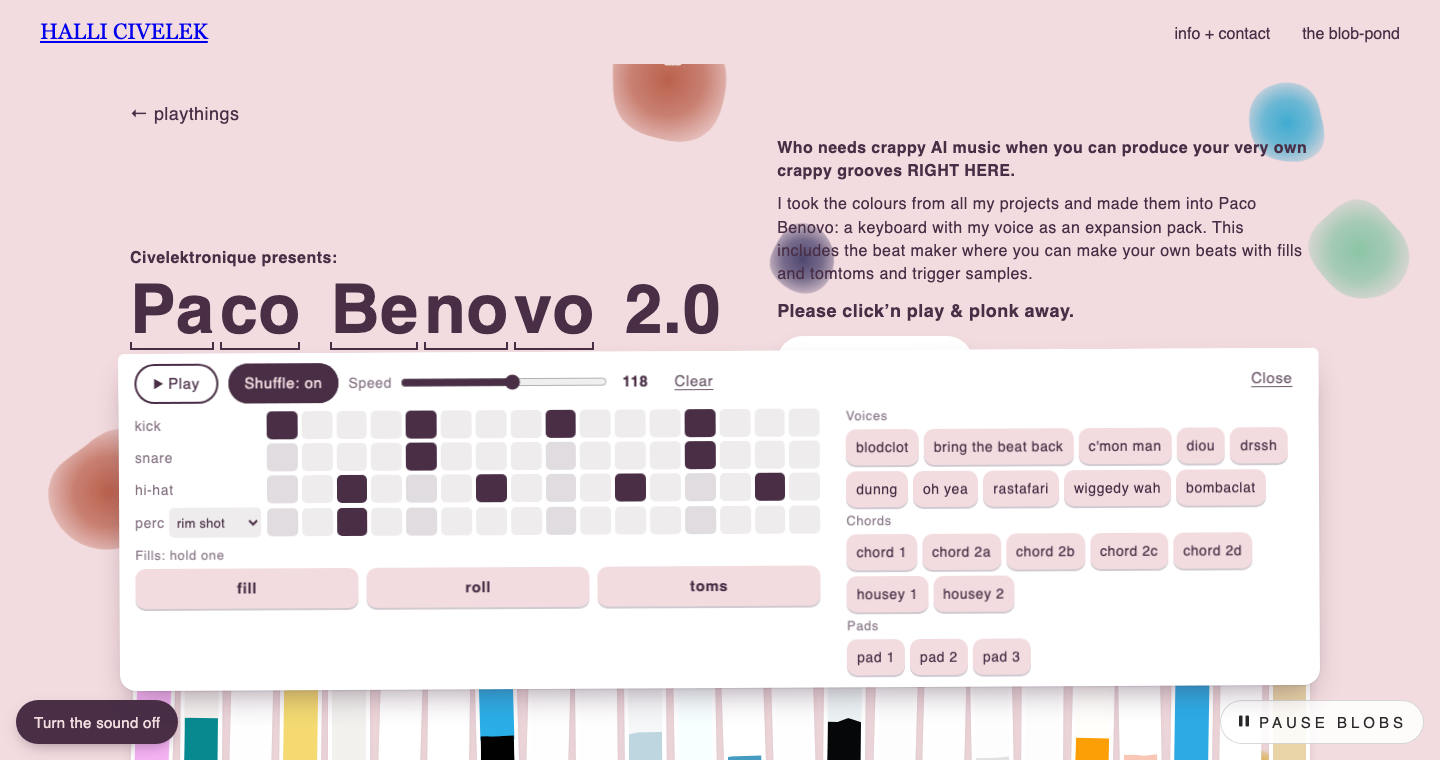 HALLI CIVELEK
info + contact
the blob-pond
← playthings
Who needs crappy AI music when you can produce your very own
crappy grooves RIGHT HERE.
I took the colours from all my projects and made them into Paco
Benovo: a keyboard with my voice as an expansion pack. This
includes the beat maker where you can make your own beats with fills
and tomtoms and trigger samples.
Please click’n play & plonk away.
Civelektronique presents:
Paco Benovo 2.0
Play
Shuffle: on
Speed
118
Clear
Close
kick
snare
hi-hat
perc
rim shot
Fills: hold one
fill
roll
toms
Voices
blodclot
bring the beat back
c'mon man
diou
drssh
dunng
oh yea
rastafari
wiggedy wah
bombaclat
Chords
chord 1
chord 2a
chord 2b
chord 2c
chord 2d
housey 1
housey 2
Pads
pad 1
pad 2
pad 3
Turn the sound off
PAUSE BLOBS